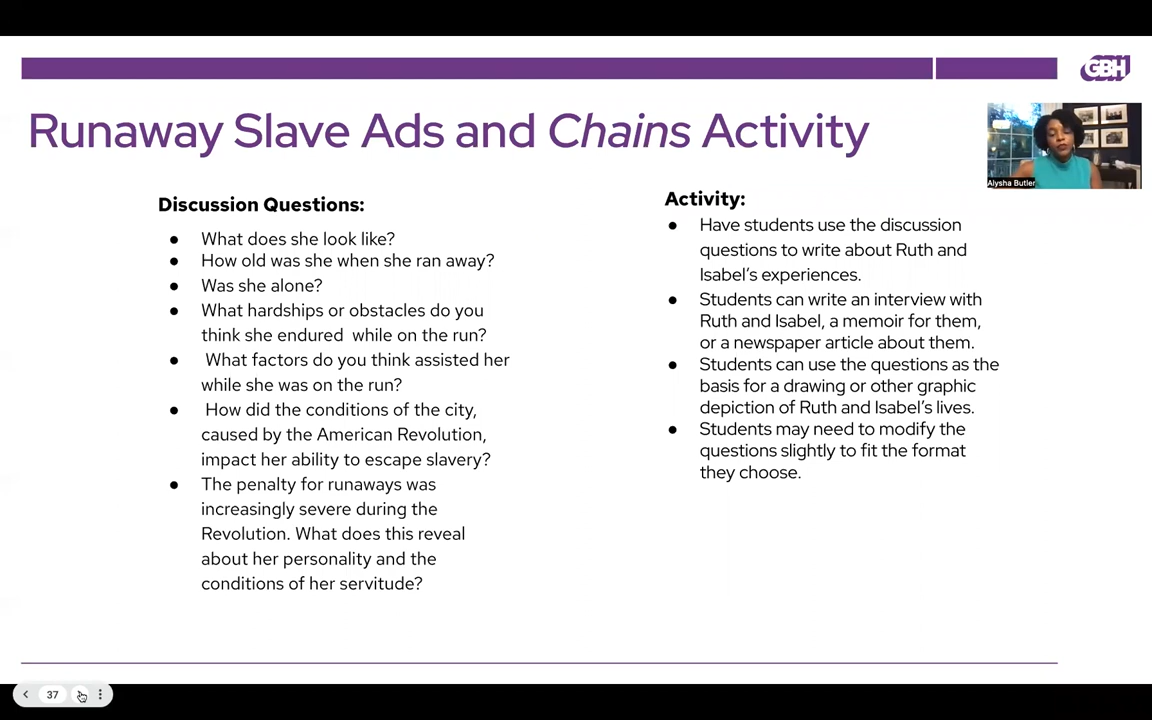 GBH
Runaway Slave Ads and Chains Activity
Alysha Butler
Discussion Questions:
● What does she look like?
● How old was she when she ran away?
● Was she alone?
● What hardships or obstacles do you
think she endured while on the run?
● What factors do you think assisted her
while she was on the run?
● How did the conditions of the city,
caused by the American Revolution,
impact her ability to escape slavery?
● The penalty for runaways was
increasingly severe during the
Revolution. What does this reveal
about her personality and the
conditions of her servitude?
Activity:
● Have students use the discussion
questions to write about Ruth and
Isabel’s experiences.
● Students can write an interview with
Ruth and Isabel, a memoir for them,
or a newspaper article about them.
● Students can use the questions as the
basis for a drawing or other graphic
depiction of Ruth and Isabel’s lives.
● Students may need to modify the
questions slightly to fit the format
they choose.
37